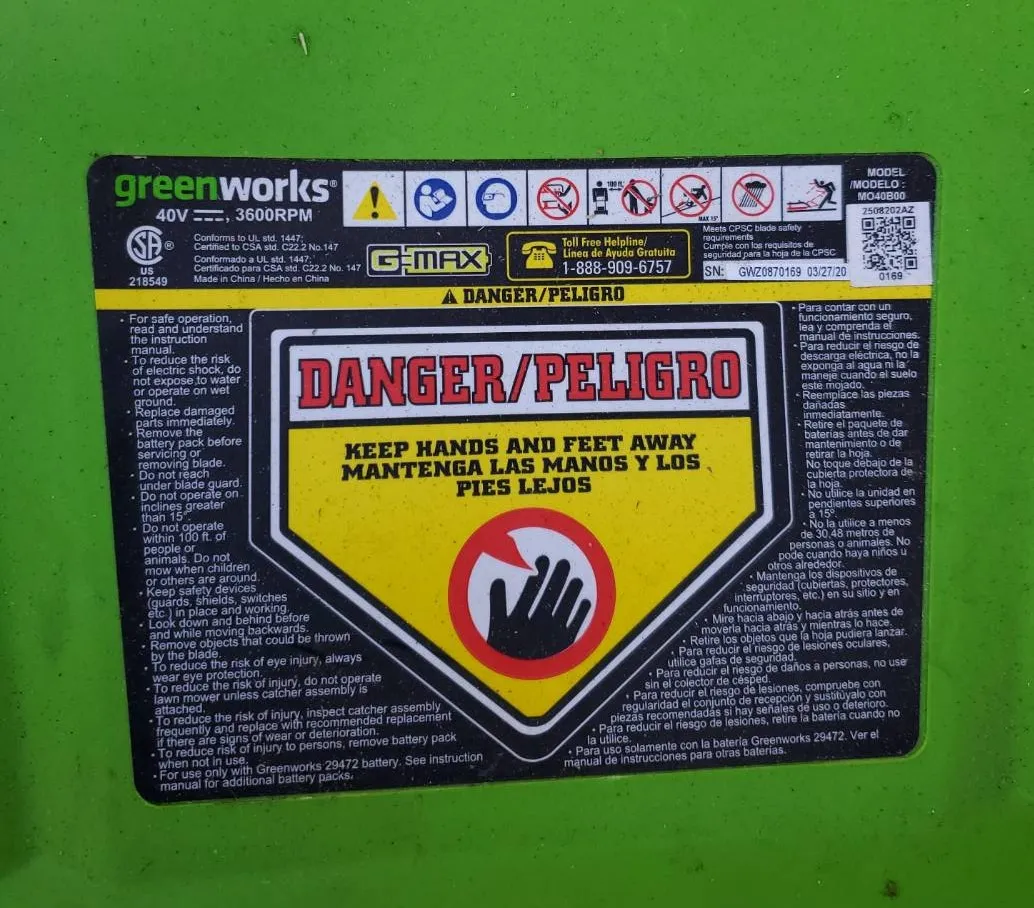 greenworks®
40V ⎓, 3600RPM
SA®
US
218549
Conforms to UL std. 1447;
Certified to CSA std. C22.2 No.147
Conformado a UL std. 1447;
Certificado para CSA std. C22.2 No. 147
Made in China / Hecho en China
G-MAX
100 ft.
MAX 15°
Toll Free Helpline/
Línea de Ayuda Gratuita
1-888-909-6757
MODEL
/MODELO :
MO40B00
Meets CPSC blade safety
requirements
Cumple con los requisitos de
seguridad para la hoja de la CPSC
SN: GWZ0870169 03/27/20
2508202AZ
0169
DANGER/PELIGRO
• For safe operation,
read and understand
the instruction
manual.
• To reduce the risk
of electric shock, do
not expose to water
or operate on wet
ground.
• Replace damaged
parts immediately.
• Remove the
battery pack before
servicing or
removing blade.
• Do not reach
under blade guard.
• Do not operate on
inclines greater
than 15°.
• Do not operate
within 100 ft. of
people or
animals. Do not
mow when children
or others are around.
• Keep safety devices
(guards, shields, switches
etc.) in place and working.
• Look down and behind before
and while moving backwards.
• Remove objects that could be thrown
by the blade.
• To reduce the risk of eye injury, always
wear eye protection.
• To reduce the risk of injury, do not operate
lawn mower unless catcher assembly is
attached.
• To reduce the risk of injury, inspect catcher assembly
frequently and replace with recommended replacement
if there are signs of wear or deterioration.
• To reduce risk of injury to persons, remove battery pack
when not in use.
• For use only with Greenworks 29472 battery. See instruction
manual for additional battery packs.
DANGER/PELIGRO
KEEP HANDS AND FEET AWAY
MANTENGA LAS MANOS Y LOS
PIES LEJOS
• Para contar con un
funcionamiento seguro,
lea y comprenda el
manual de instrucciones.
• Para reducir el riesgo de
descarga eléctrica, no la
exponga al agua ni la
maneje cuando el suelo
esté mojado.
• Reemplace las piezas
dañadas
inmediatamente.
• Retire el paquete de
baterías antes de dar
mantenimiento o de
retirar la hoja.
No toque debajo de la
cubierta protectora de
la hoja.
• No utilice la unidad en
pendientes superiores
a 15°.
• No la utilice a menos
de 30,48 metros de
personas o animales. No
pode cuando haya niños u
otros alrededor.
• Mantenga los dispositivos de
seguridad (cubiertas, protectores,
interruptores, etc.) en su sitio y en
funcionamiento.
• Mire hacia abajo y hacia atrás antes de
moverla hacia atrás y mientras lo hace.
• Retire los objetos que la hoja pudiera lanzar.
• Para reducir el riesgo de lesiones oculares,
utilice gafas de seguridad.
• Para reducir el riesgo de daños a personas, no use
sin el colector de césped.
• Para reducir el riesgo de lesiones, compruebe con
regularidad el conjunto de recepción y sustitúyalo con
piezas recomendadas si hay señales de uso o deterioro.
• Para reducir el riesgo de lesiones, retire la batería cuando no
la utilice.
• Para uso solamente con la batería Greenworks 29472. Ver el
manual de instrucciones para otras baterías.